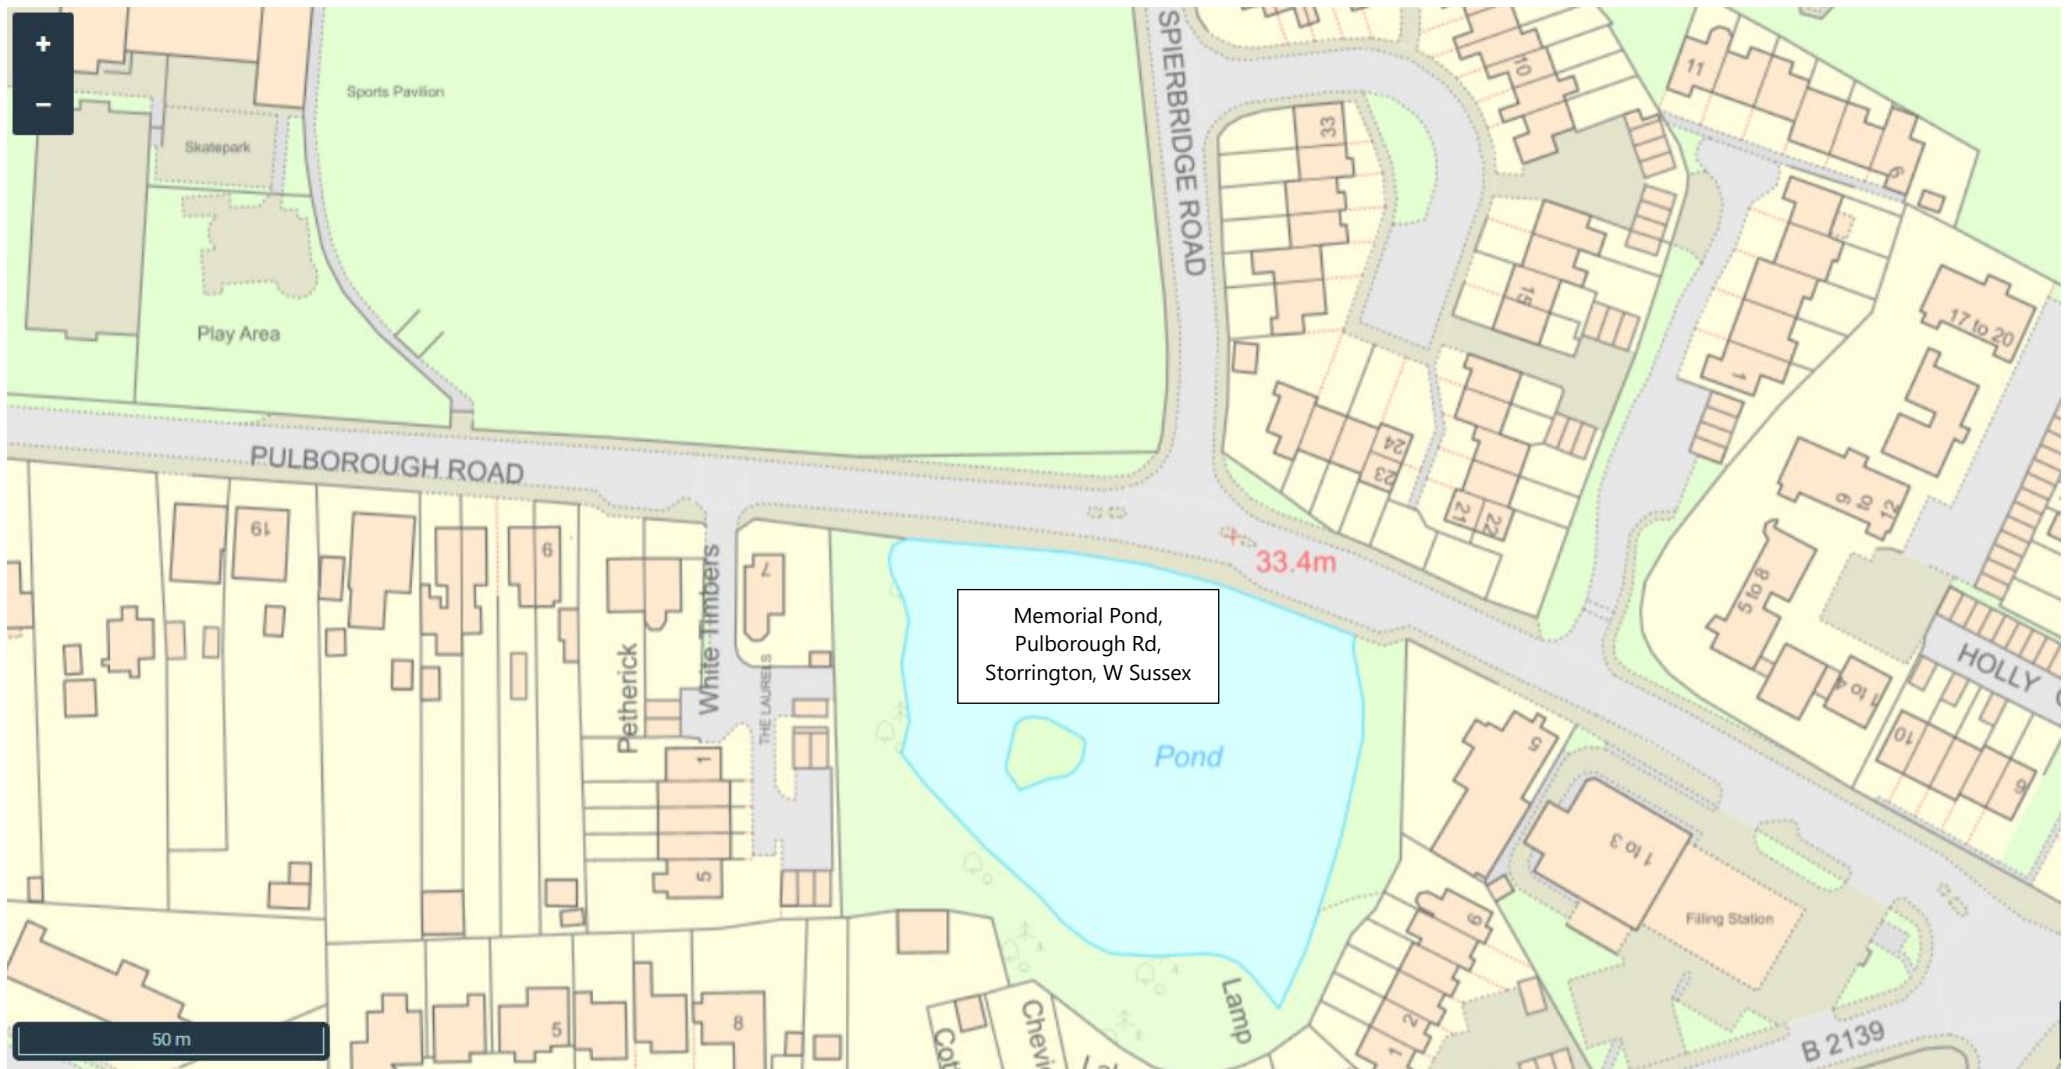 +
−
Sports Pavilion
Skatepark
Play Area
SPIERBRIDGE ROAD
PULBOROUGH ROAD
10
11
6
33
15
17 to 20
1
24
23
21
22
6
to
12
5 to 8
1 to 4
HOLLY
33.4m
19
9
7
Petherick
White Timbers
THE LAURELS
1
5
Memorial Pond,
Pulborough Rd,
Storrington, W Sussex
Pond
5
1 to 3
Filling Station
10
6
9
2
1
Lamp
Chevi
Cot
5
8
B 2139
50 m